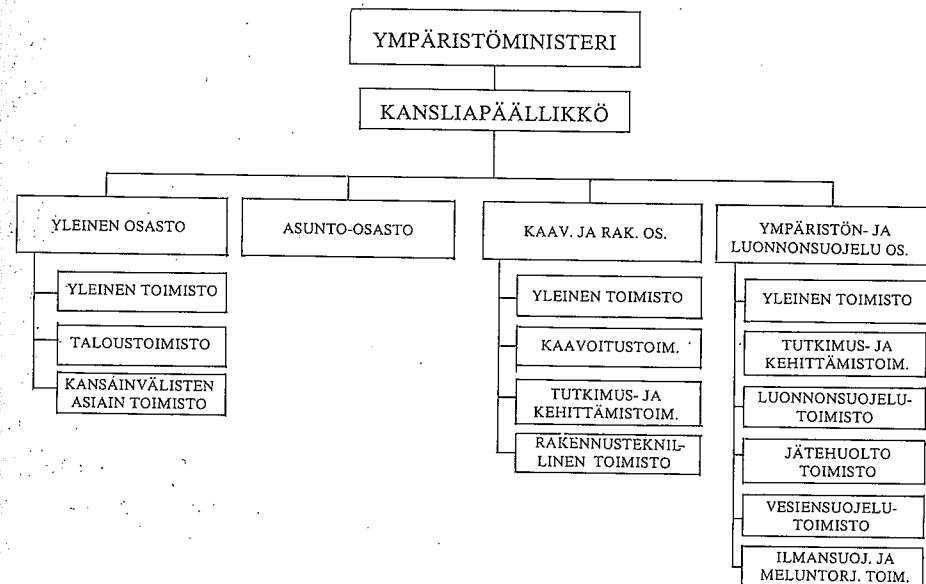 YMPÄRISTÖMINISTERI
KANSLIAPÄÄLLIKKÖ
YLEINEN OSASTO
YLEINEN TOIMISTO
TALOUSTOIMISTO
KANSAINVÄLISTEN
ASIAIN TOIMISTO
ASUNTO-OSASTO
KAAV. JA RAK. OS.
YLEINEN TOIMISTO
KAAVOITUSTOIM.
TUTKIMUS- JA
KEHITTÄMISTOIM.
RAKENNUSTEKNIL-
LINEN TOIMISTO
YMPÄRISTÖN- JA
LUONNONSUOJELU OS.
YLEINEN TOIMISTO
TUTKIMUS- JA
KEHITTÄMISTOIM.
LUONNONSUOJELU-
TOIMISTO
JÄTEHUOLTO
TOIMISTO
VESIENSUOJELU-
TOIMISTO
ILMANSUOJ. JA
MELUNTORJ. TOIM.